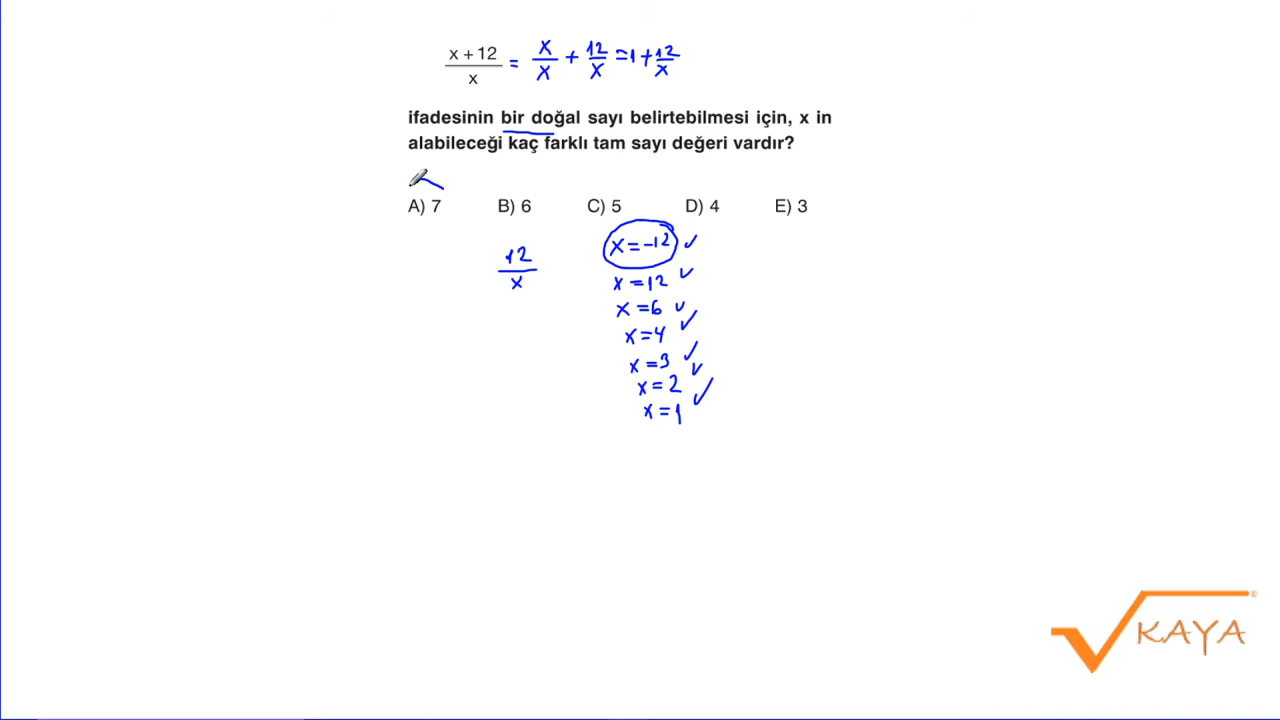 x + 12 / x = x / x + 12 / x = 1 + 12 / x
ifadesinin bir doğal sayı belirtebilmesi için, x in
alabileceği kaç farklı tam sayı değeri vardır?
A) 7 B) 6 C) 5 D) 4 E) 3
12 / x
x = -12 ✓
x = 12 ✓
x = 6 ✓
x = 4 ✓
x = 3 ✓
x = 2 ✓
x = 1 ✓
KAYA
©